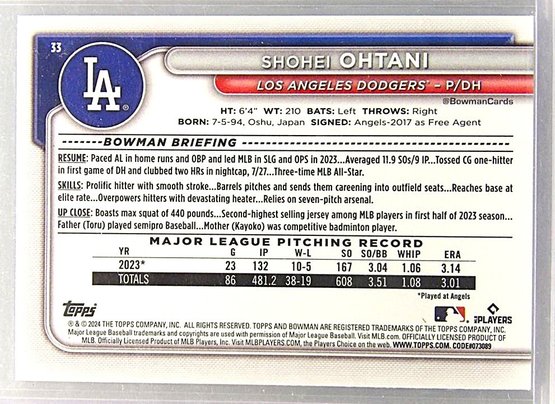 33
LA®
SHOHEI OHTANI
LOS ANGELES DODGERS™ – P/DH
@BowmanCards
HT: 6'4" WT: 210 BATS: Left THROWS: Right
BORN: 7-5-94, Oshu, Japan SIGNED: Angels-2017 as Free Agent
BOWMAN BRIEFING
RESUME: Paced AL in home runs and OBP and led MLB in SLG and OPS in 2023...Averaged 11.9 SOs/9 IP...Tossed CG one-hitter
in first game of DH and clubbed two HRs in nightcap, 7/27...Three-time MLB All-Star.
SKILLS: Prolific hitter with smooth stroke...Barrels pitches and sends them careening into outfield seats...Reaches base at
elite rate...Overpowers hitters with devastating heater...Relies on seven-pitch arsenal.
UP CLOSE: Boasts max squat of 440 pounds...Second-highest selling jersey among MLB players in first half of 2023 season...
Father (Toru) played semipro Baseball...Mother (Kayoko) was competitive badminton player.
MAJOR LEAGUE PITCHING RECORD
YR G IP W-L SO SO/BB WHIP ERA
2023* 23 132 10-5 167 3.04 1.06 3.14
TOTALS 86 481.2 38-19 608 3.51 1.08 3.01
*Played at Angels
Topps
PLAYERS
® & © 2024 THE TOPPS COMPANY, INC. ALL RIGHTS RESERVED. TOPPS AND BOWMAN ARE REGISTERED TRADEMARKS OF THE TOPPS COMPANY, INC.
Major League Baseball trademarks and copyrights are used with permission of Major League Baseball. Visit MLB.com. OFFICIALLY LICENSED PRODUCT OF
MLB. Officially Licensed Product of MLB Players, Inc. Visit MLBPLAYERS.COM, the Players Choice on the web. WWW.TOPPS.COM. CODE#073089